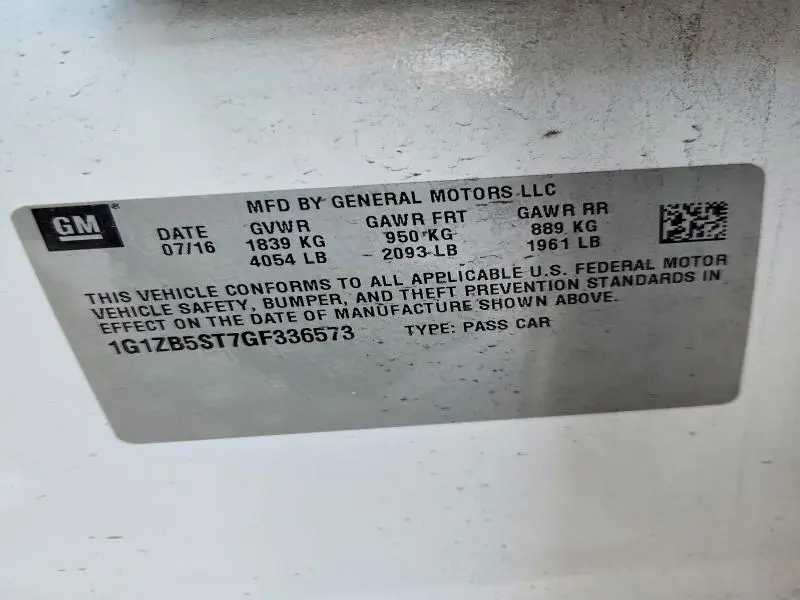 GM®
MFD BY GENERAL MOTORS LLC
DATE GVWR GAWR FRT GAWR RR
07/16 1839 KG 950 KG 889 KG
4054 LB 2093 LB 1961 LB
THIS VEHICLE CONFORMS TO ALL APPLICABLE U.S. FEDERAL MOTOR
VEHICLE SAFETY, BUMPER, AND THEFT PREVENTION STANDARDS IN
EFFECT ON THE DATE OF MANUFACTURE SHOWN ABOVE.
1G1ZB5ST7GF336573 TYPE: PASS CAR